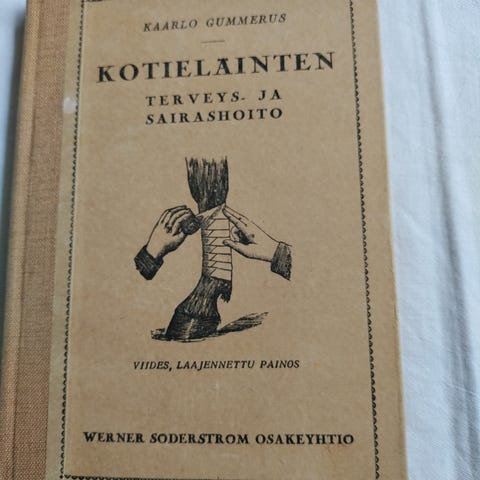 KAARLO GUMMERUS
KOTIELÄINTEN
TERVEYS- JA
SAIRASHOITO
VIIDES, LAAJENNETTU PAINOS
WERNER SÖDERSTRÖM OSAKEYHTIÖ